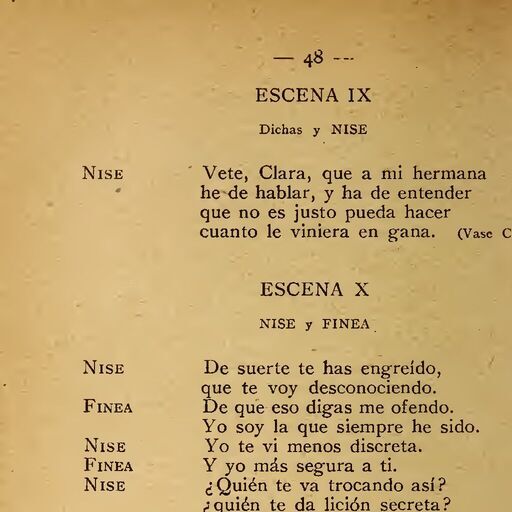 — 48 ---
ESCENA IX
Dichas y NISE
NISE Vete, Clara, que a mi hermana
he de hablar, y ha de entender
que no es justo pueda hacer
cuanto le viniera en gana. (Vase C
ESCENA X
NISE y FINEA
NISE De suerte te has engreído,
que te voy desconociendo.
FINEA De que eso digas me ofendo.
Yo soy la que siempre he sido.
NISE Yo te vi menos discreta.
FINEA Y yo más segura a ti.
NISE ¿Quién te va trocando así?
¿quién te da lición secreta?